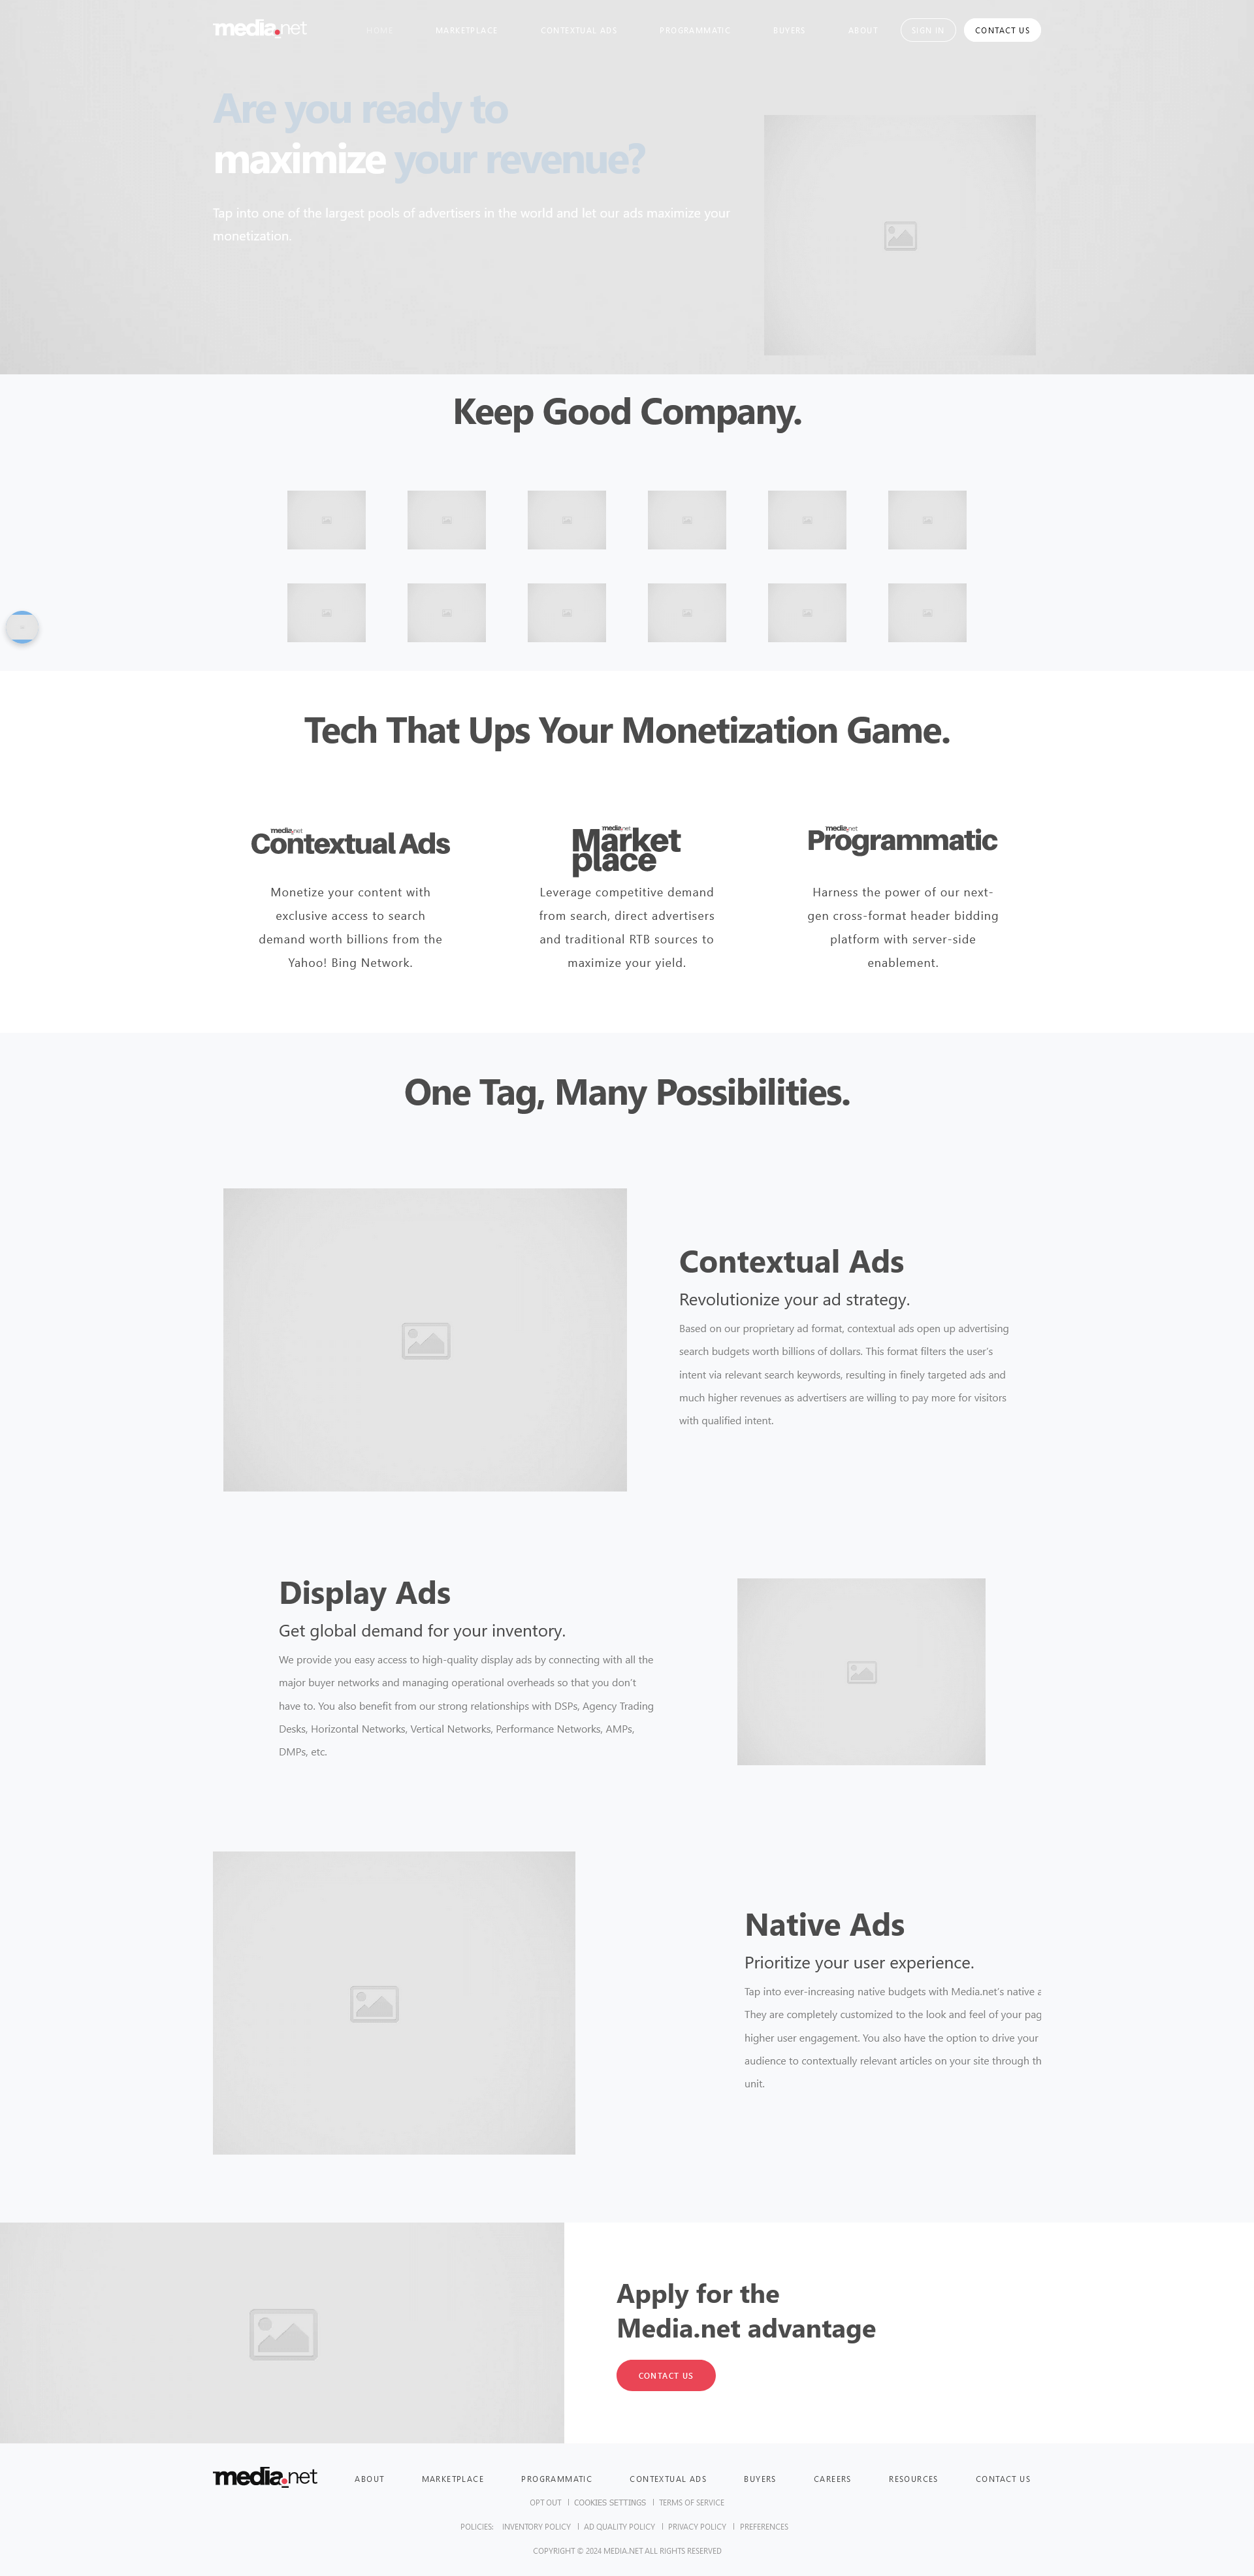 media.net
HOME MARKETPLACE CONTEXTUAL ADS PROGRAMMATIC BUYERS ABOUT SIGN IN CONTACT US
Are you ready to
maximize your revenue?
Tap into one of the largest pools of advertisers in the world and let our ads maximize your
monetization.
Keep Good Company.
Tech That Ups Your Monetization Game.
media.net
Contextual Ads
Monetize your content with
exclusive access to search
demand worth billions from the
Yahoo! Bing Network.
media.net
Market
place
Leverage competitive demand
from search, direct advertisers
and traditional RTB sources to
maximize your yield.
media.net
Programmatic
Harness the power of our next-
gen cross-format header bidding
platform with server-side
enablement.
One Tag, Many Possibilities.
Contextual Ads
Revolutionize your ad strategy.
Based on our proprietary ad format, contextual ads open up advertising
search budgets worth billions of dollars. This format filters the user's
intent via relevant search keywords, resulting in finely targeted ads and
much higher revenues as advertisers are willing to pay more for visitors
with qualified intent.
Display Ads
Get global demand for your inventory.
We provide you easy access to high-quality display ads by connecting with all the
major buyer networks and managing operational overheads so that you don't
have to. You also benefit from our strong relationships with DSPs, Agency Trading
Desks, Horizontal Networks, Vertical Networks, Performance Networks, AMPs,
DMPs, etc.
Native Ads
Prioritize your user experience.
Tap into ever-increasing native budgets with Media.net's native
They are completely customized to the look and feel of your
higher user engagement. You also have the option to drive your
audience to contextually relevant articles on your site through
unit.
Apply for the
Media.net advantage
CONTACT US
media.net
ABOUT MARKETPLACE PROGRAMMATIC CONTEXTUAL ADS BUYERS CAREERS RESOURCES CONTACT US
OPT OUT | COOKIES SETTINGS | TERMS OF SERVICE
POLICIES: INVENTORY POLICY | AD QUALITY POLICY | PRIVACY POLICY | PREFERENCES
COPYRIGHT © 2024 MEDIA.NET ALL RIGHTS RESERVED